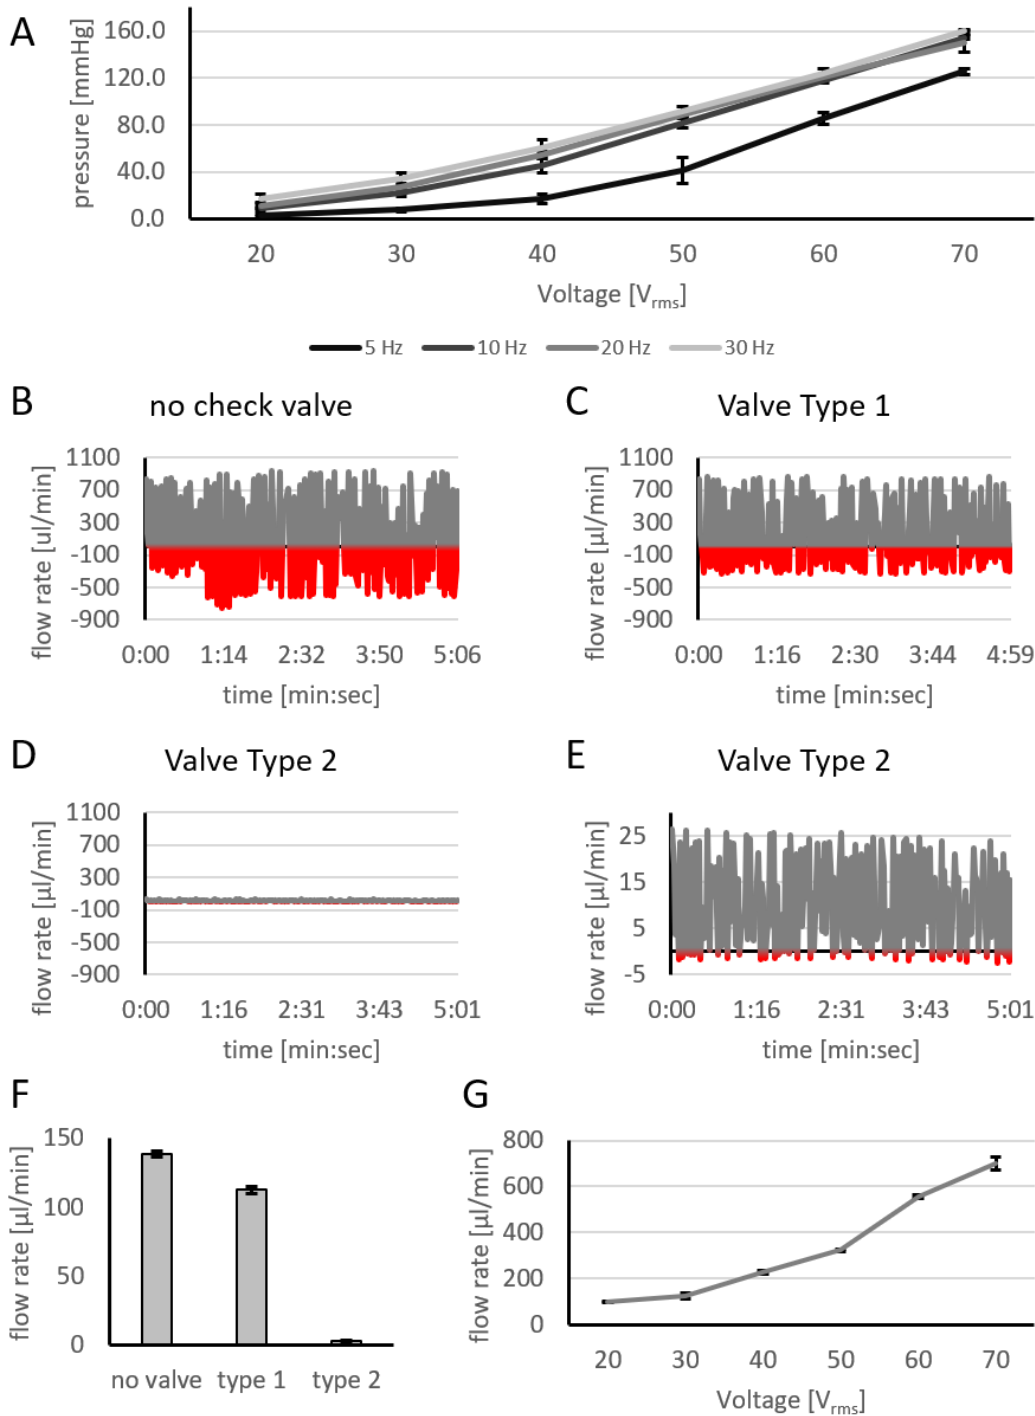 A
pressure [mmHg]
160.0
120.0
80.0
40.0
0.0
20 30 40 50 60 70
Voltage [Vrms]
5 Hz 10 Hz 20 Hz 30 Hz
B
no check valve
flow rate [ul/min]
1100
700
300
-100
-500
-900
0:00 1:14 2:32 3:50 5:06
time [min:sec]
C
Valve Type 1
flow rate [µl/min]
1100
700
300
-100
-500
-900
0:00 1:16 2:30 3:44 4:59
time [min:sec]
D
Valve Type 2
flow rate [µl/min]
1100
700
300
-100
-500
-900
0:00 1:16 2:31 3:43 5:01
time [min:sec]
E
Valve Type 2
flow rate [µl/min]
25
15
5
-5
0:00 1:16 2:31 3:43 5:01
time [min:sec]
F
flow rate [µl/min]
150
100
50
0
no valve type 1 type 2
G
flow rate [µl/min]
800
600
400
200
0
20 30 40 50 60 70
Voltage [Vrms]